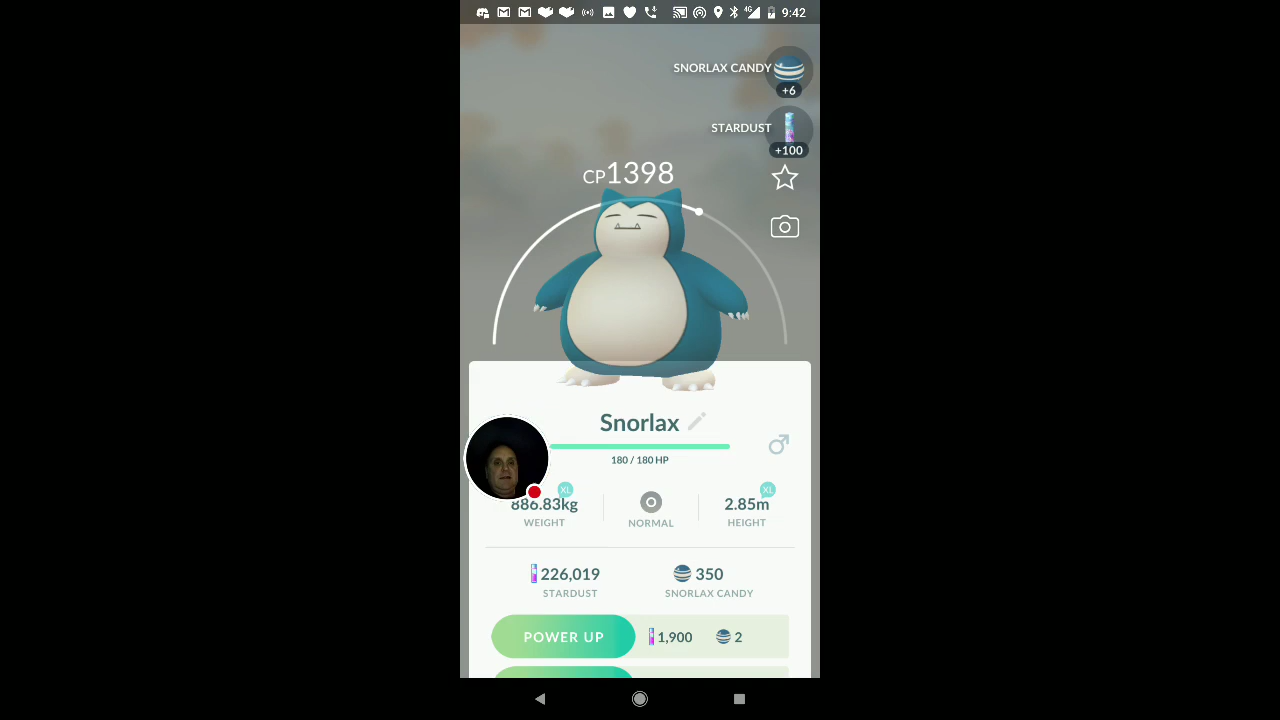 4G 9:42
SNORLAX CANDY
+6
STARDUST
+100
CP1398
Snorlax
180 / 180 HP
XL XL
886.83kg 2.85m
WEIGHT NORMAL HEIGHT
226,019 350
STARDUST SNORLAX CANDY
POWER UP 1,900 2